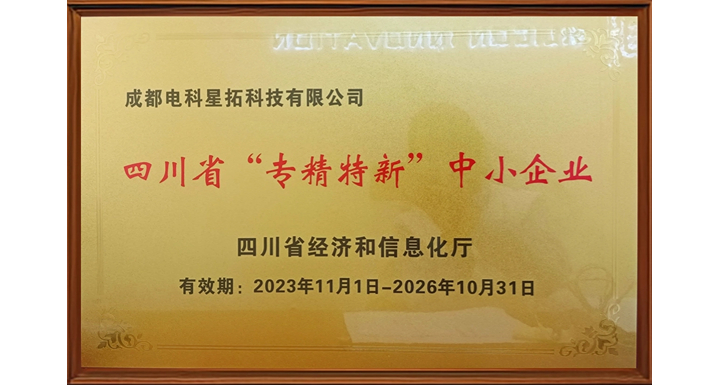 成都电科星拓科技有限公司
四川省“专精特新”中小企业
四川省经济和信息化厅
有效期：2023年11月1日-2026年10月31日